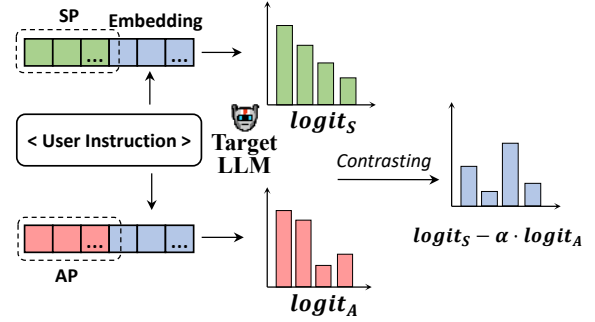 SP
Embedding
...
...
logit_S
< User Instruction >
Target
LLM
Contrasting
...
...
AP
logit_A
logit_S − α · logit_A